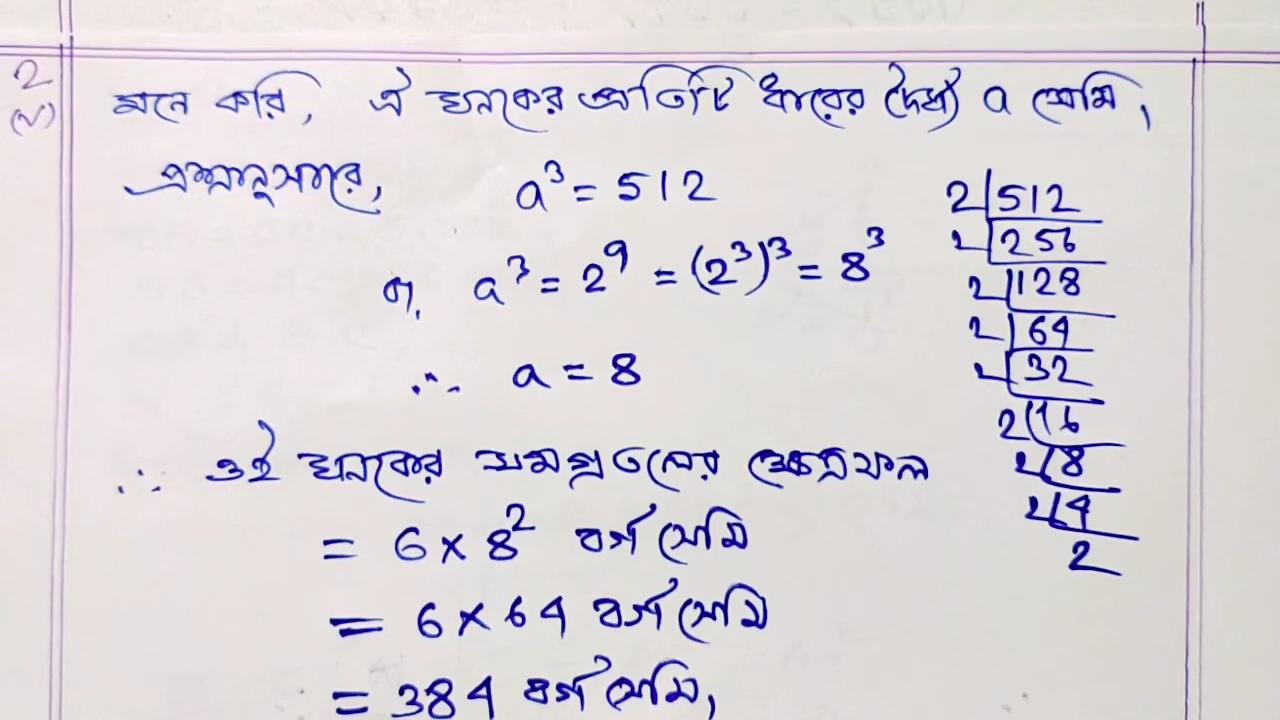 2
(v)
মনে করি, ঐ ঘনকের প্রতিটি ধারের দৈর্ঘ্য a সেমি,
প্রশ্নানুসারে, a³ = 512
বা, a³ = 2⁹ = (2³)³ = 8³
∴ a = 8
∴ ওই ঘনকের সমগ্রতলের ক্ষেত্রফল
= 6 × 8² বর্গ সেমি
= 6 × 64 বর্গ সেমি
= 384 বর্গ সেমি,
2 | 512
2 | 256
2 | 128
2 | 64
2 | 32
2 | 16
2 | 8
2 | 4
2